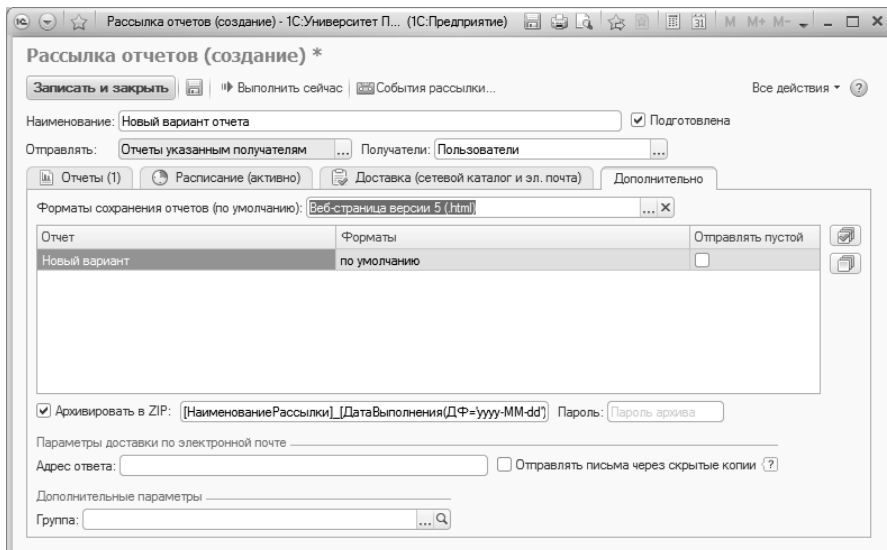 Рассылка отчетов (создание) - 1С:Университет П... (1С:Предприятие) M M+ M-
Рассылка отчетов (создание) *
Записать и закрыть Выполнить сейчас События рассылки... Все действия ?
Наименование: Новый вариант отчета Подготовлена
Отправлять: Отчеты указанным получателям ... Получатели: Пользователи ...
Отчеты (1) Расписание (активно) Доставка (сетевой каталог и эл. почта) Дополнительно
Форматы сохранения отчетов (по умолчанию): Веб-страница версии 5 (.html) ... X
Отчет Форматы Отправлять пустой
Новый вариант по умолчанию
Архивировать в ZIP: [НаименованиеРассылки]_[ДатаВыполнения(ДФ='yyyy-MM-dd') Пароль: Пароль архива
Параметры доставки по электронной почте
Адрес ответа: Отправлять письма через скрытые копии ?
Дополнительные параметры
Группа: ...